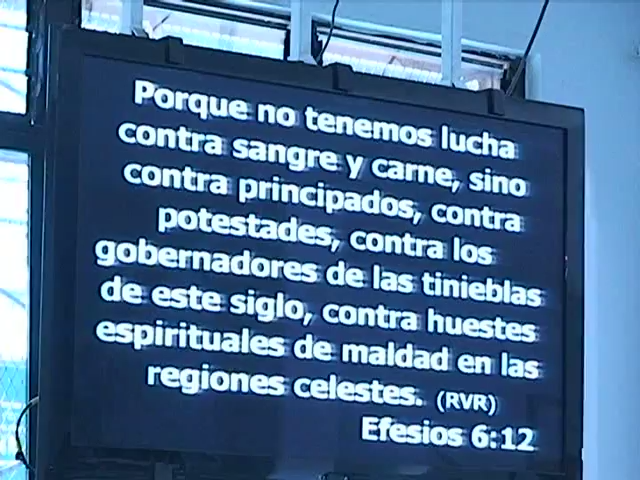 Porque no tenemos lucha
contra sangre y carne, sino
contra principados, contra
potestades, contra los
gobernadores de las tinieblas
de este siglo, contra huestes
espirituales de maldad en las
regiones celestes. (RVR)
Efesios 6:12